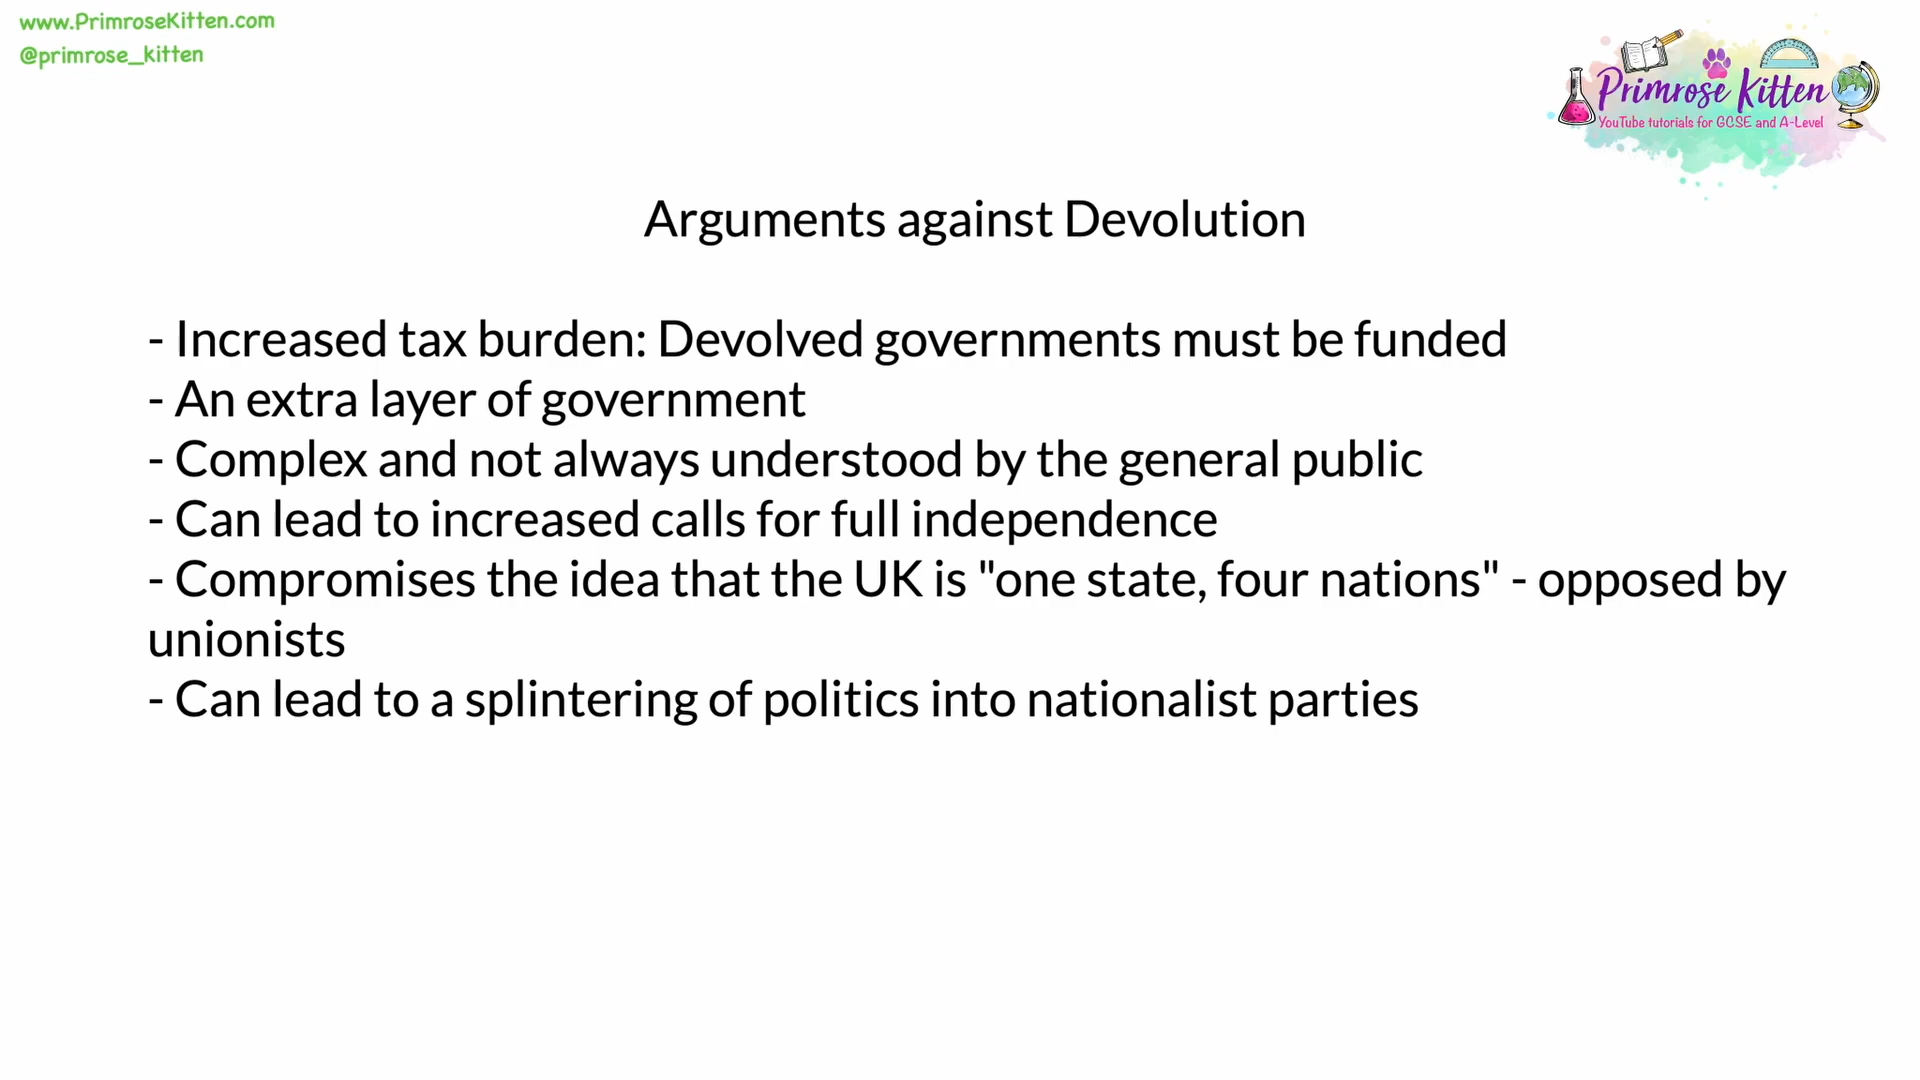 www.PrimroseKitten.com
@primrose_kitten
Primrose Kitten
YouTube tutorials for GCSE and A-Level
Arguments against Devolution
- Increased tax burden: Devolved governments must be funded
- An extra layer of government
- Complex and not always understood by the general public
- Can lead to increased calls for full independence
- Compromises the idea that the UK is "one state, four nations" - opposed by
unionists
- Can lead to a splintering of politics into nationalist parties